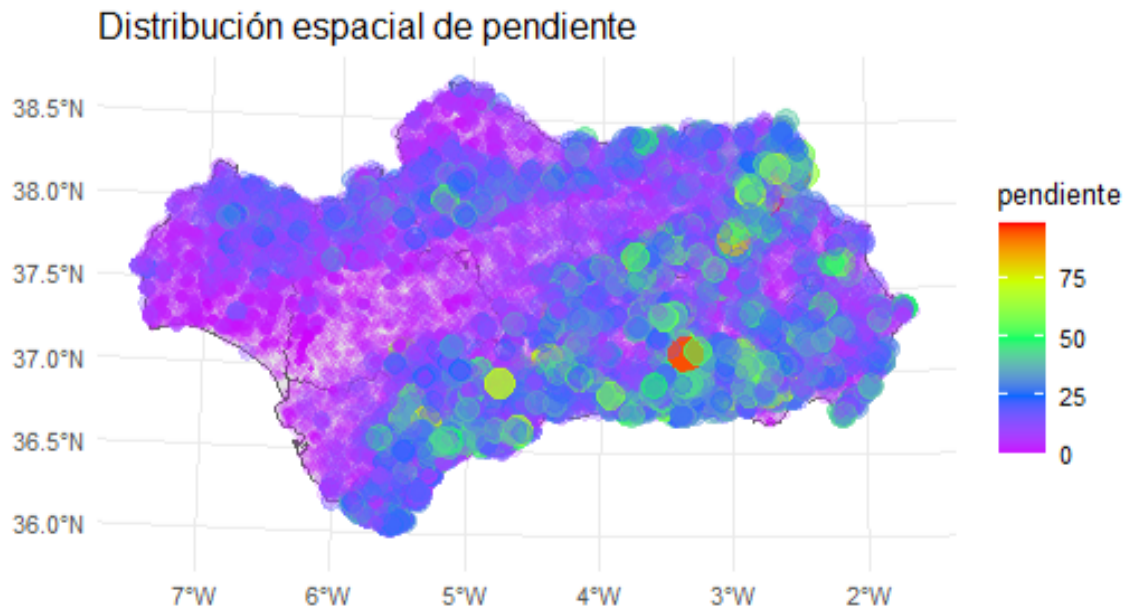 Distribución espacial de pendiente
38.5°N
38.0°N
37.5°N
37.0°N
36.5°N
36.0°N
7°W 6°W 5°W 4°W 3°W 2°W
pendiente
75
50
25
0